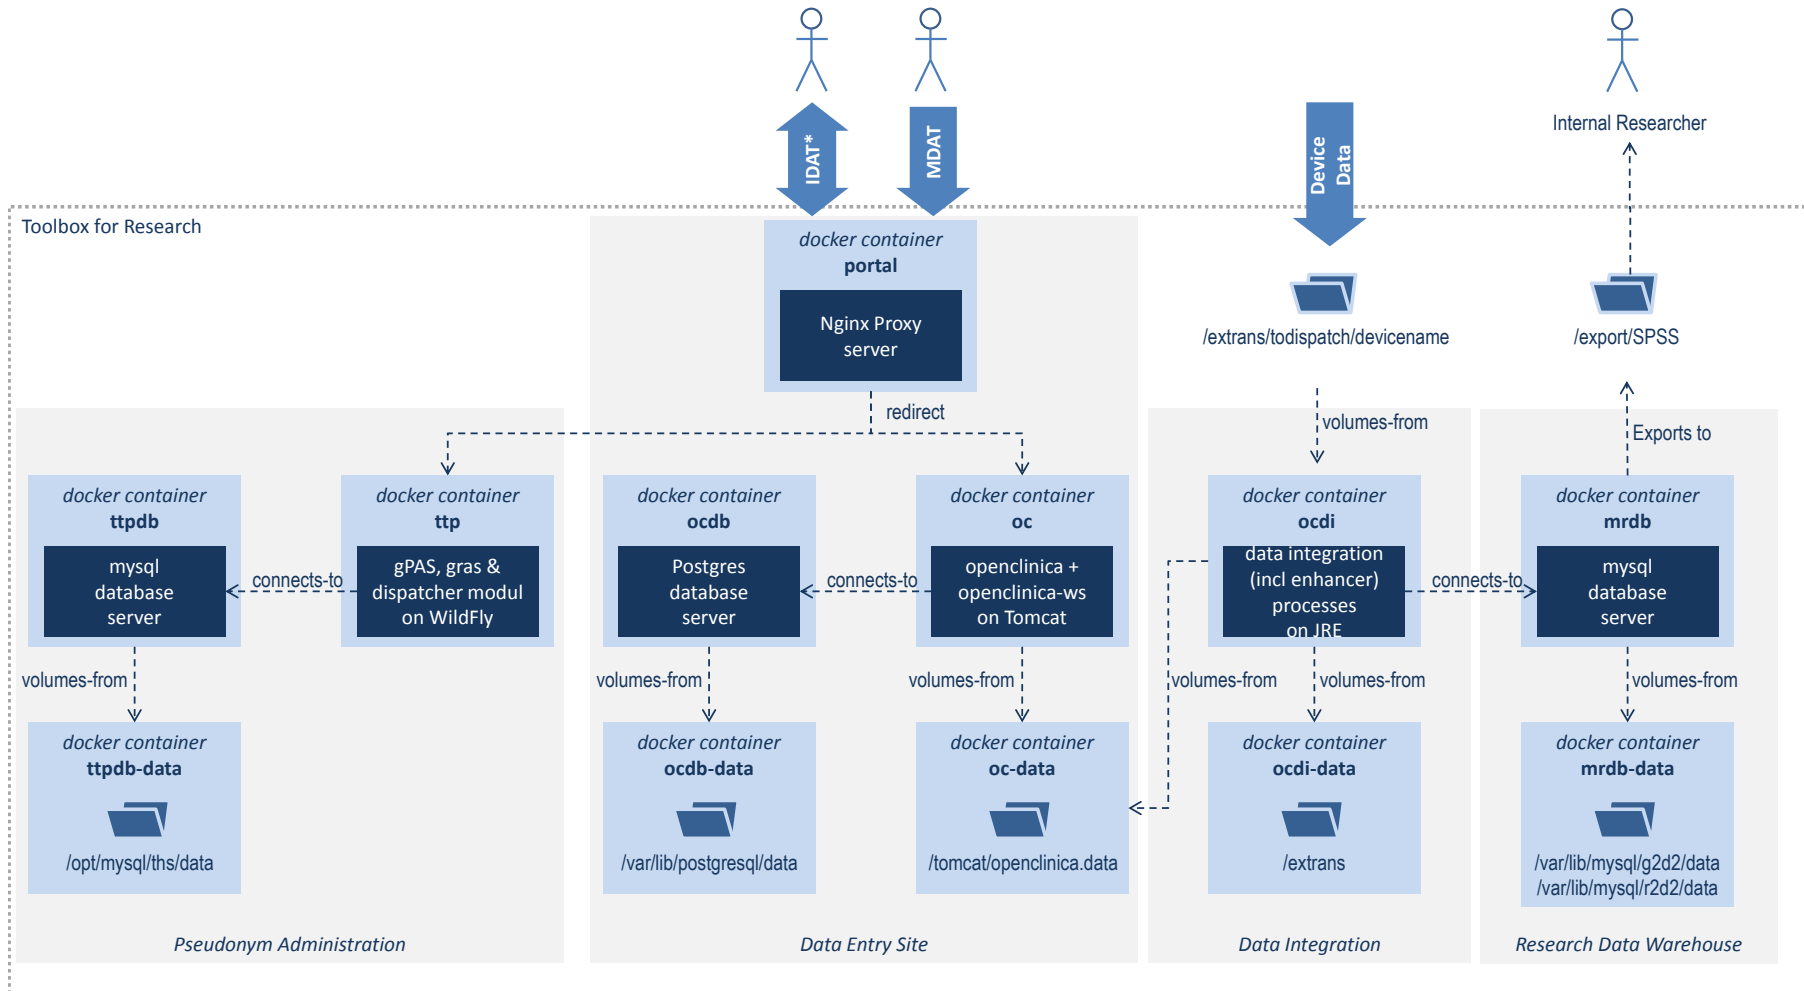 IDAT*
MDAT
Device
Data
Internal Researcher
Toolbox for Research
docker container
portal
Nginx Proxy
server
/extrans/todispatch/devicename
/export/SPSS
redirect
volumes-from
Exports to
docker container
ttpdb
mysql
database
server
connects-to
docker container
ttp
gPAS, gras &
dispatcher modul
on WildFly
docker container
ocdb
Postgres
database
server
connects-to
docker container
oc
openclinica +
openclinica-ws
on Tomcat
docker container
ocdi
data integration
(incl enhancer)
processes
on JRE
connects-to
docker container
mrdb
mysql
database
server
volumes-from
volumes-from
volumes-from
volumes-from
volumes-from
volumes-from
docker container
ttpdb-data
/opt/mysql/ths/data
docker container
ocdb-data
/var/lib/postgresql/data
docker container
oc-data
/tomcat/openclinica.data
docker container
ocdi-data
/extrans
docker container
mrdb-data
/var/lib/mysql/g2d2/data
/var/lib/mysql/r2d2/data
Pseudonym Administration
Data Entry Site
Data Integration
Research Data Warehouse